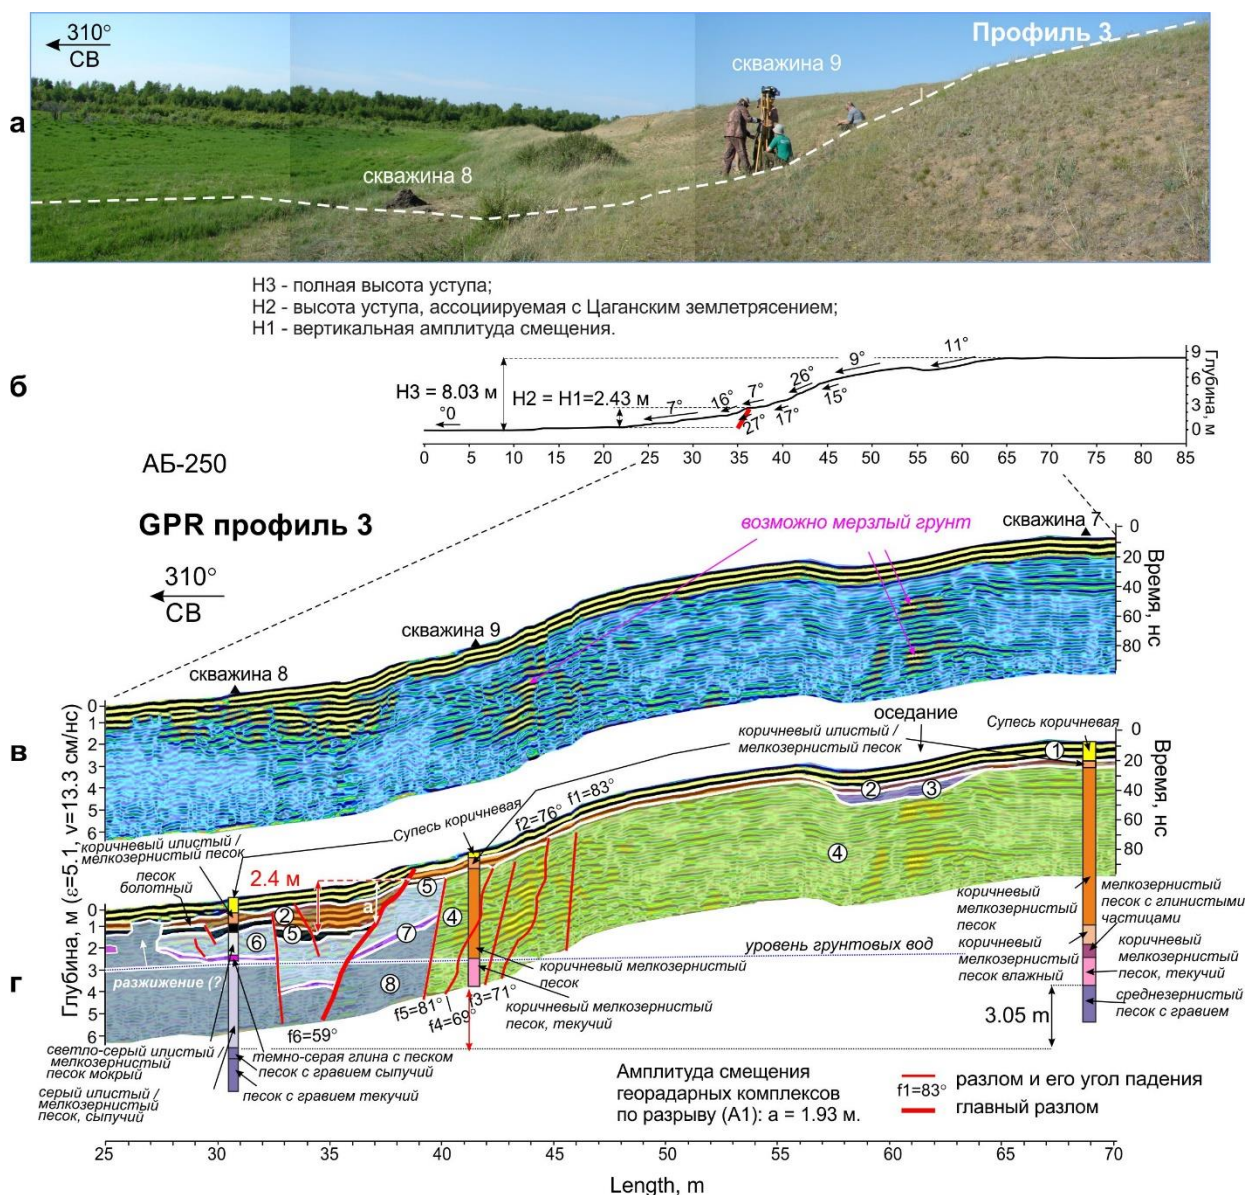 а
310°
СВ
Профиль 3
скважина 9
скважина 8
Н3 - полная высота уступа;
Н2 - высота уступа, ассоциируемая с Цаганским землетрясением;
Н1 - вертикальная амплитуда смещения.
б
Н3 = 8.03 м
Н2 = Н1=2.43 м
°0
7°
16°
7°
26°
9°
11°
27°
17°
15°
9
6
3
0
Глубина, м
0 5 10 15 20 25 30 35 40 45 50 55 60 65 70 75 80 85
АБ-250
GPR профиль 3
310°
СВ
возможно мерзлый грунт
скважина 7
скважина 9
скважина 8
0
20
40
60
80
Время, нс
в
0
1
2
3
4
5
6
оседание
Супесь коричневая
коричневый илистый /
мелкозернистый песок
1
2
3
4
0
20
40
60
80
Время, нс
f1=83°
f2=76°
Супесь коричневая
коричневый илистый /
мелкозернистый песок
песок
болотный
2.4 м
а
2
5
6
5
7
4
8
г
0
1
2
3
4
5
6
Глубина, м (ε=5.1, v=13.3 см/нс)
разжижение (?
уровень грунтовых вод
коричневый
мелкозернистый
песок
мелкозернистый
песок с глинистыми
частицами
коричневый
мелкозернистый
песок влажный
коричневый
мелкозернистый
песок, текучий
среднезернистый
песок с гравием
3.05 m
коричневый мелкозернистый
песок
коричневый мелкозернистый
песок, текучий
f3=71°
f4=69°
f5=81°
f6=59°
светло-серый илистый /
мелкозернистый
песок мокрый
серый илистый /
мелкозернистый
песок, сыпучий
темно-серая глина с песком
песок с гравием сыпучий
песок с гравием текучий
Амплитуда смещения
георадарных комплексов
по разрыву (А1): а = 1.93 м.
f1=83°
разлом и его угол падения
главный разлом
25 30 35 40 45 50 55 60 65 70
Length, m